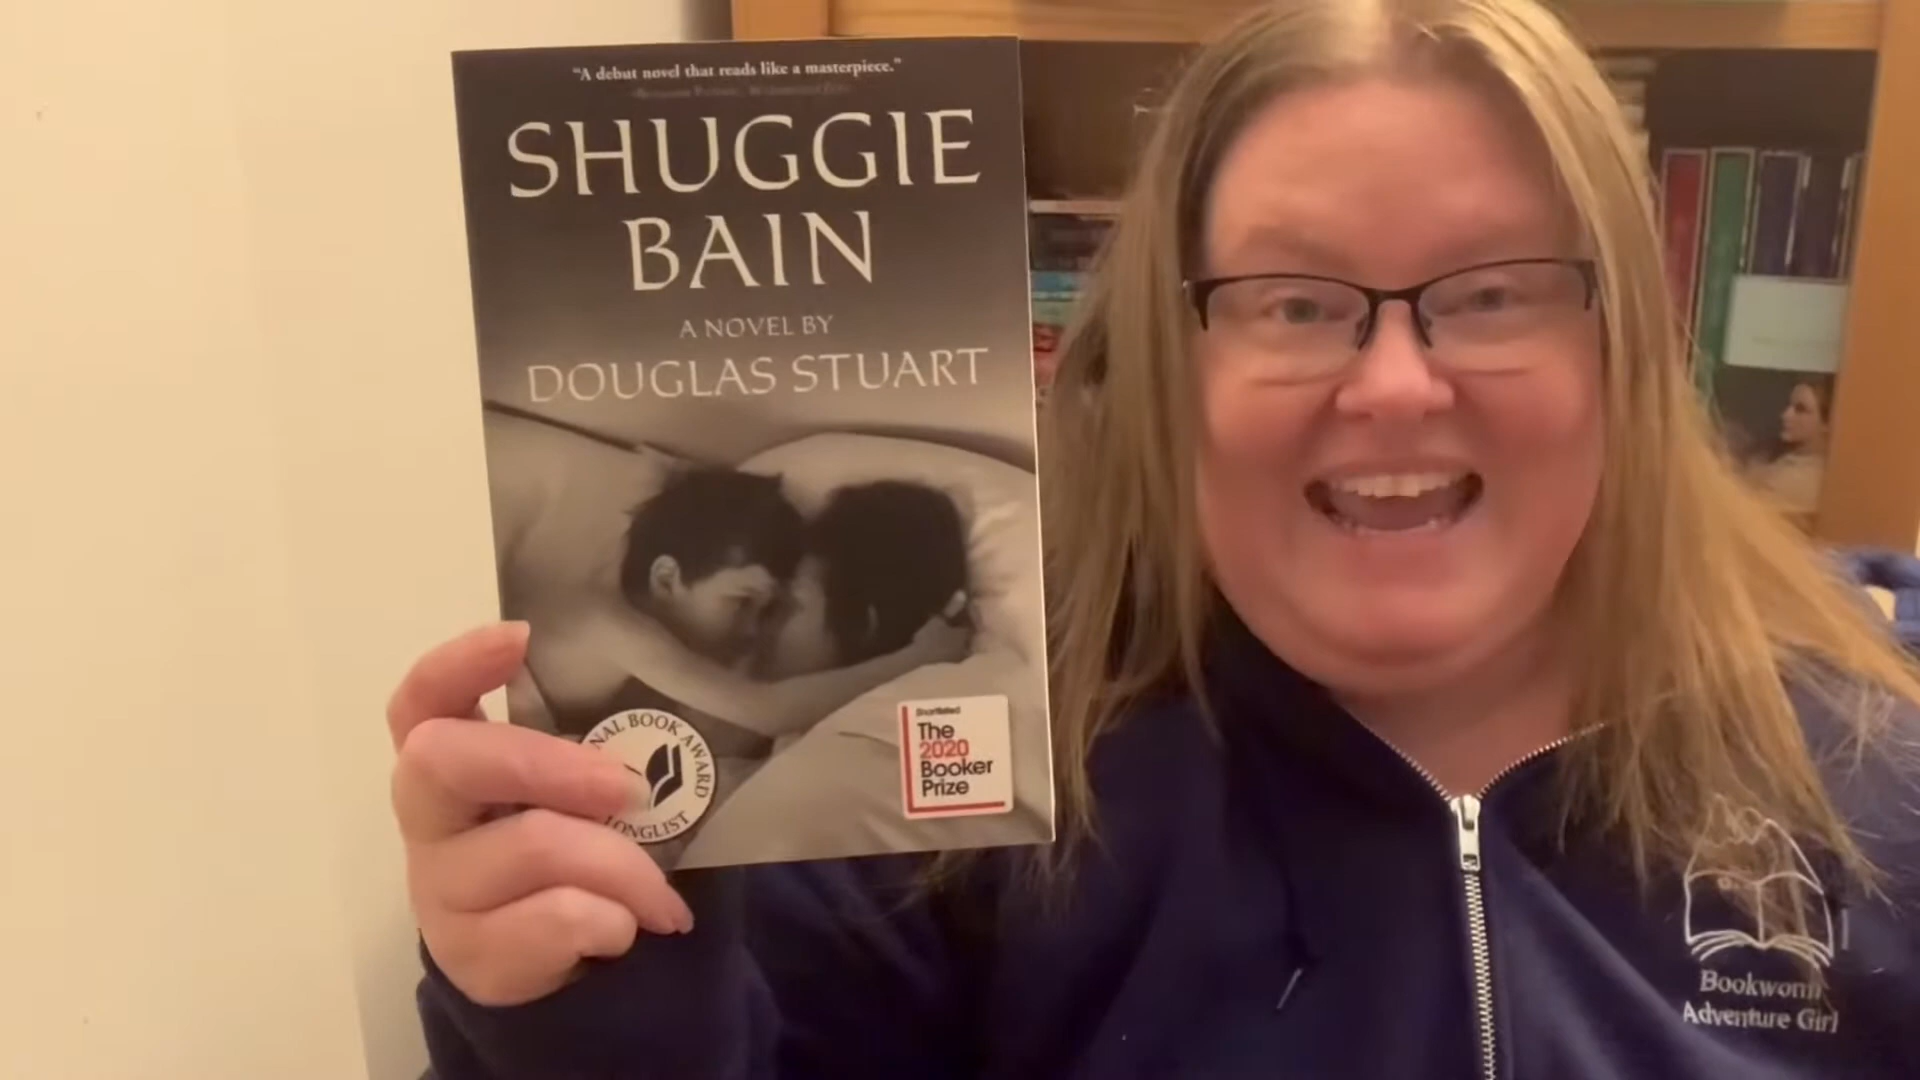 “A debut novel that reads like a masterpiece.”
SHUGGIE
BAIN
A NOVEL BY
DOUGLAS STUART
NAL BOOK AWARD
LONGLIST
Shortlisted
The
2020
Booker
Prize
Bookworm
Adventure Girl